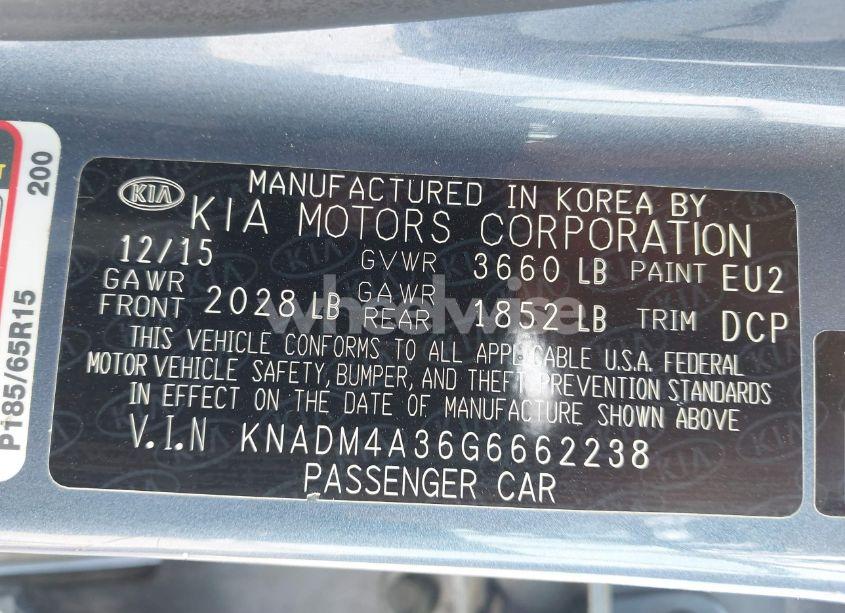 KIA
MANUFACTURED IN KOREA BY
KIA MOTORS CORPORATION
12/15 GVWR 3660 LB PAINT EU2
GAWR FRONT 2028 LB GAWR REAR 1852 LB TRIM DCP
THIS VEHICLE CONFORMS TO ALL APPLICABLE U.S.A. FEDERAL
MOTOR VEHICLE SAFETY, BUMPER, AND THEFT PREVENTION STANDARDS
IN EFFECT ON THE DATE OF MANUFACTURE SHOWN ABOVE
V.I.N KNADM4A36G6662238
PASSENGER CAR
P185/65R15 200
wheelwise